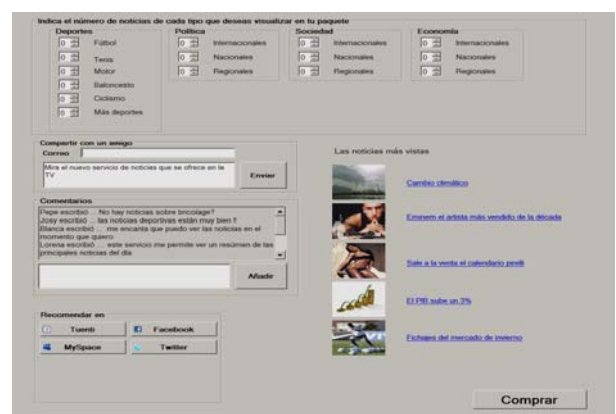 Indica el número de noticias de cada tipo que deseas visualizar en tu paquete
Deportes
0 Fútbol
0 Tenis
0 Motor
0 Baloncesto
0 Ciclismo
0 Más deportes
Política
0 Internacionales
0 Nacionales
0 Regionales
Sociedad
0 Internacionales
0 Nacionales
0 Regionales
Economía
0 Internacionales
0 Nacionales
0 Regionales
Compartir con un amigo
Correo
Mira el nuevo servicio de noticias que se ofrece en la
TV
Enviar
Comentarios
Pepe escribió ... No hay noticias sobre bricolage?
Josy escribió ... las noticias deportivas están muy bien !!
Blanca escribió ... me encanta que puedo ver las noticias en el
momento que quiero
Lorena escribió ... este servicio me permite ver un resúmen de las
principales noticias del día
Añadir
Recomendar en
Tuenti
Facebook
MySpace
Twitter
Las noticias más vistas
Cambio climático
Eminem el artista más vendido de la década
Sale a la venta el calendario pirelli
El PIB sube un 3%
Fichajes del mercado de invierno
Comprar